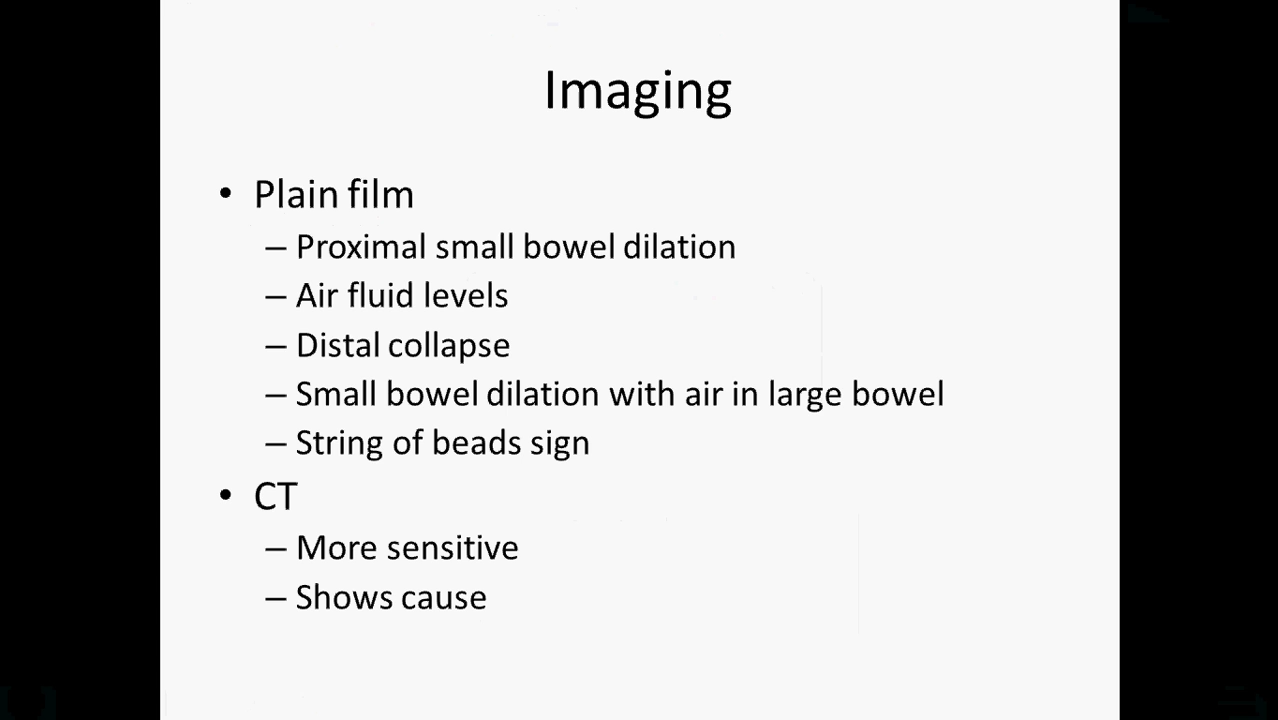 Imaging
• Plain film
– Proximal small bowel dilation
– Air fluid levels
– Distal collapse
– Small bowel dilation with air in large bowel
– String of beads sign
• CT
– More sensitive
– Shows cause